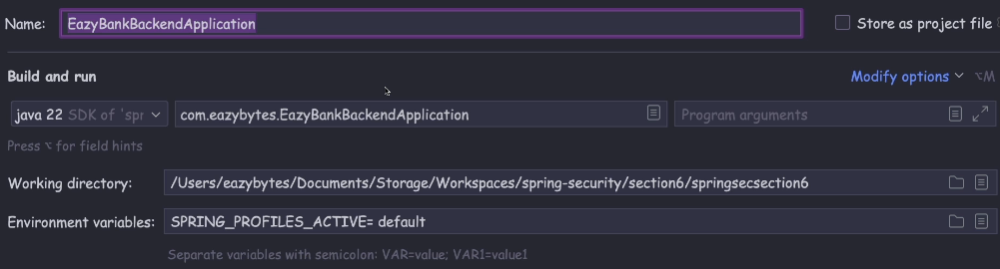 Name: EazyBankBackendApplication Store as project file
Build and run Modify options ⌥M
java 22 SDK of 'spr com.eazybytes.EazyBankBackendApplication Program arguments
Press ⌥ for field hints
Working directory: /Users/eazybytes/Documents/Storage/Workspaces/spring-security/section6/springsecsection6
Environment variables: SPRING_PROFILES_ACTIVE= default
Separate variables with semicolon: VAR=value; VAR1=value1